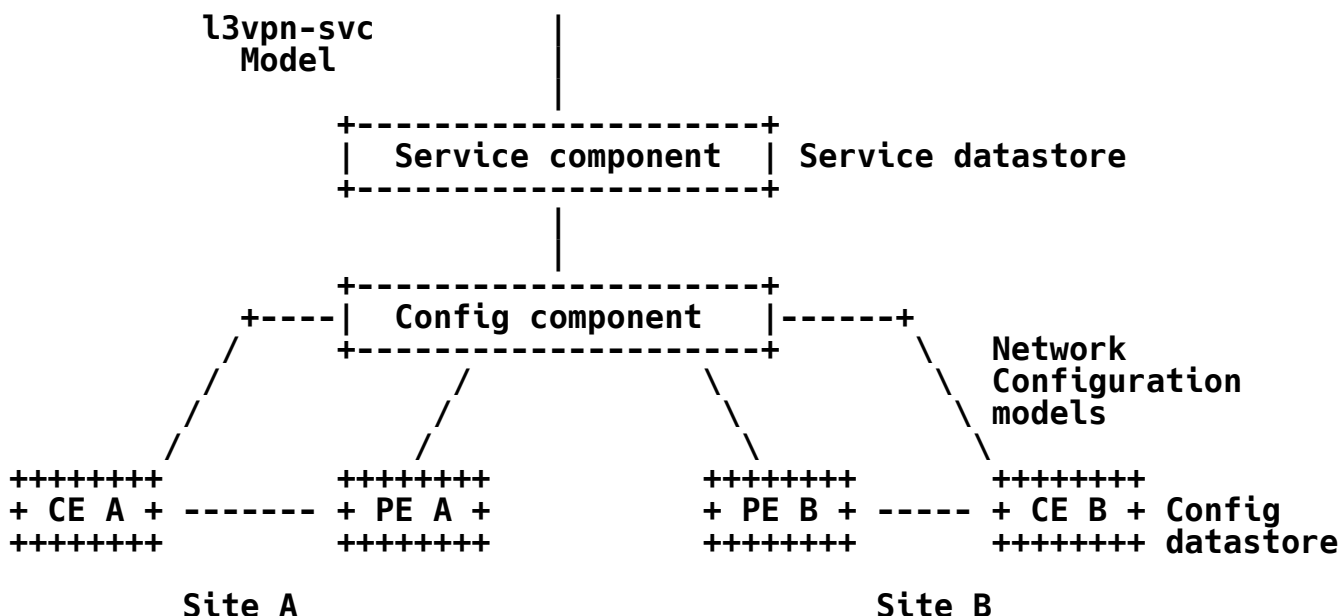 l3vpn-svc |
Model |
|
+---------------------+
| Service component | Service datastore
+---------------------+
|
|
+---------------------+
+----| Config component |------+
/ +---------------------+ \ Network
/ / \ \ Configuration
/ / \ \ models
/ / \ \
++++++++ ++++++++ ++++++++ ++++++++
+ CE A + ------- + PE A + + PE B + ----- + CE B + Config
++++++++ ++++++++ ++++++++ ++++++++ datastore
Site A Site B